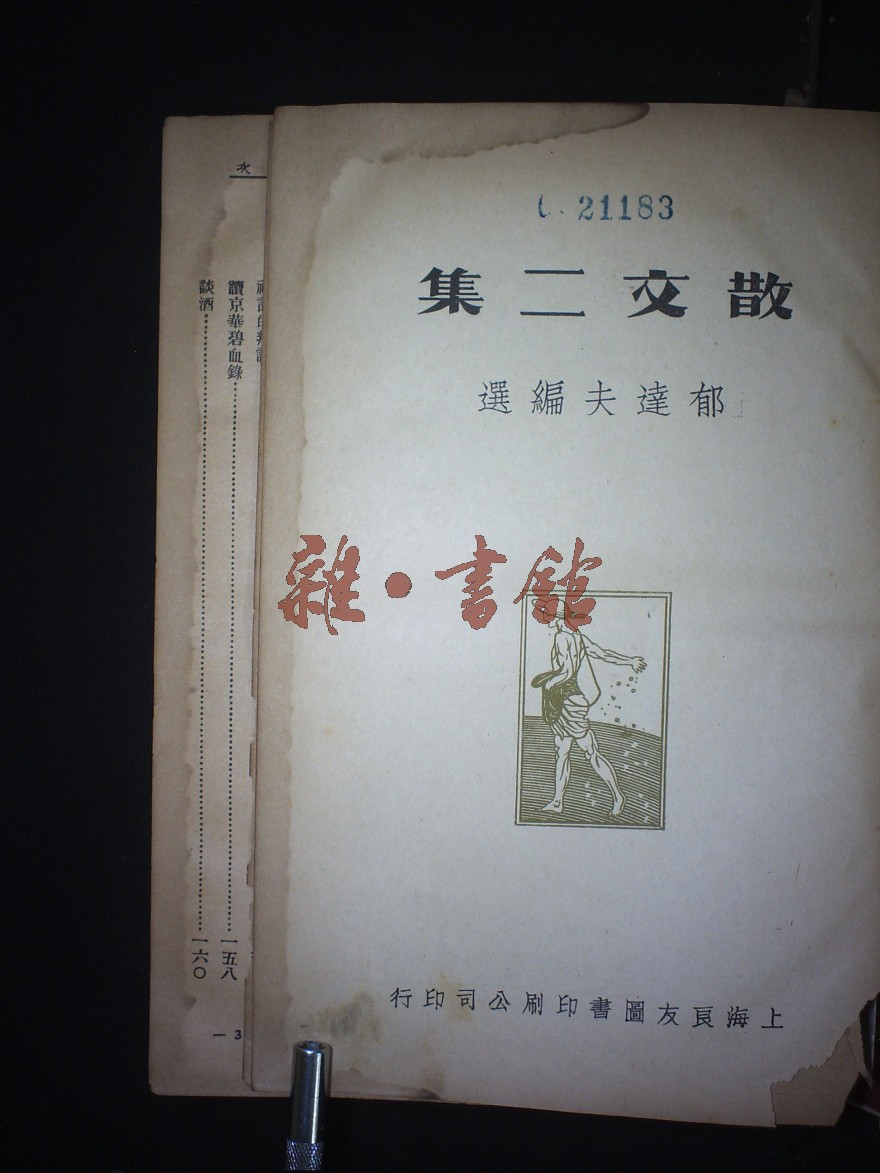 21183
散文二集
郁達夫編選
雜·書館
上海良友圖書印刷公司印行
次
讀京華碧血錄…一五八
談酒…一六〇
— 3